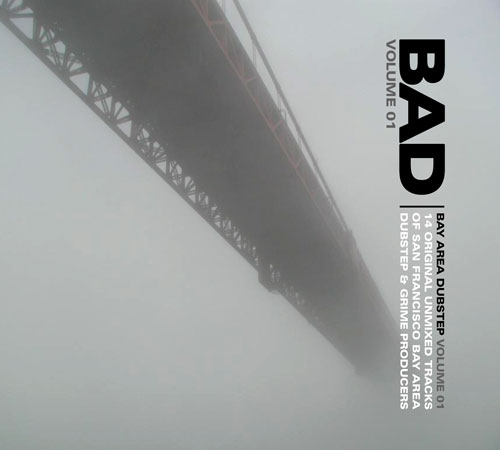 BAD
VOLUME 01
BAY AREA DUBSTEP VOLUME 01
14 ORIGINAL UNMIXED TRACKS
OF SAN FRANCISCO BAY AREA
DUBSTEP & GRIME PRODUCERS